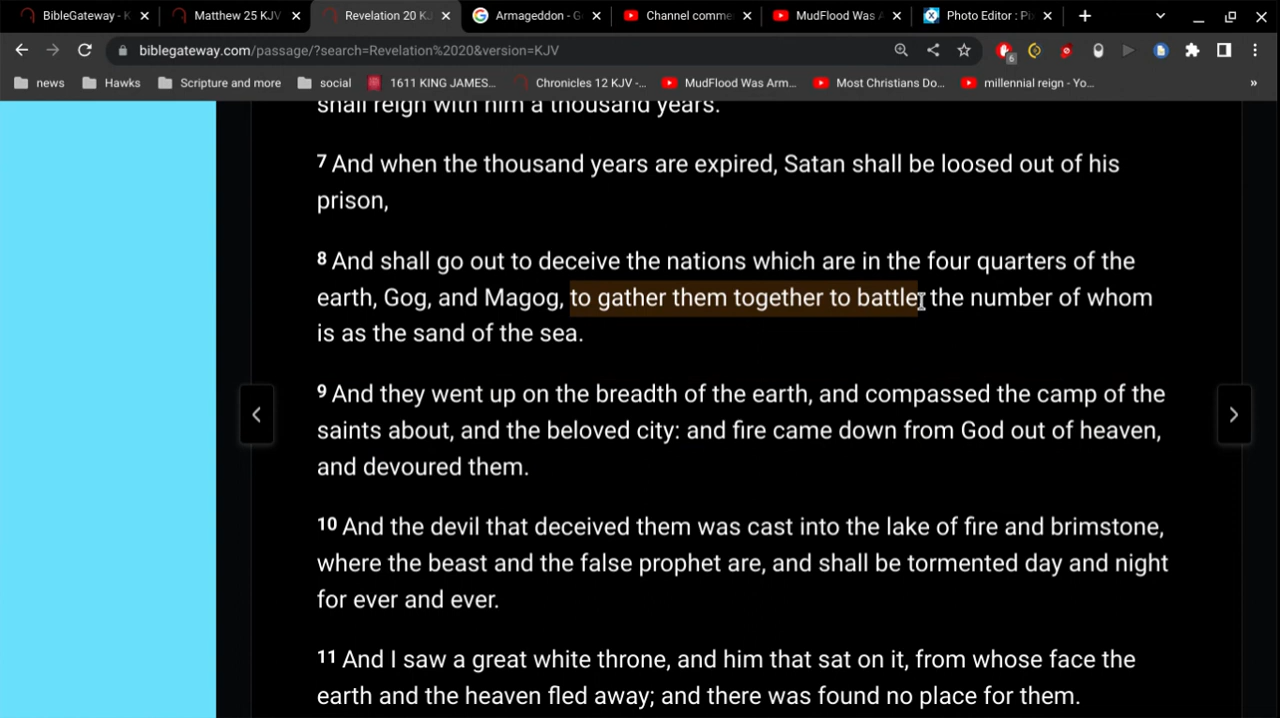 BibleGateway - K
Matthew 25 KJV
Revelation 20 KJ
Armageddon - G
Channel comme
MudFlood Was A
Photo Editor : Pi
biblegateway.com/passage/?search=Revelation%2020&version=KJV
6
news
Hawks
Scripture and more
social
1611 KING JAMES...
Chronicles 12 KJV -...
MudFlood Was Arm...
Most Christians Do...
millennial reign - Yo...
»
shall reign with him a thousand years.
7 And when the thousand years are expired, Satan shall be loosed out of his
prison,
8 And shall go out to deceive the nations which are in the four quarters of the
earth, Gog, and Magog, to gather them together to battle: the number of whom
is as the sand of the sea.
9 And they went up on the breadth of the earth, and compassed the camp of the
saints about, and the beloved city: and fire came down from God out of heaven,
and devoured them.
10 And the devil that deceived them was cast into the lake of fire and brimstone,
where the beast and the false prophet are, and shall be tormented day and night
for ever and ever.
11 And I saw a great white throne, and him that sat on it, from whose face the
earth and the heaven fled away; and there was found no place for them.